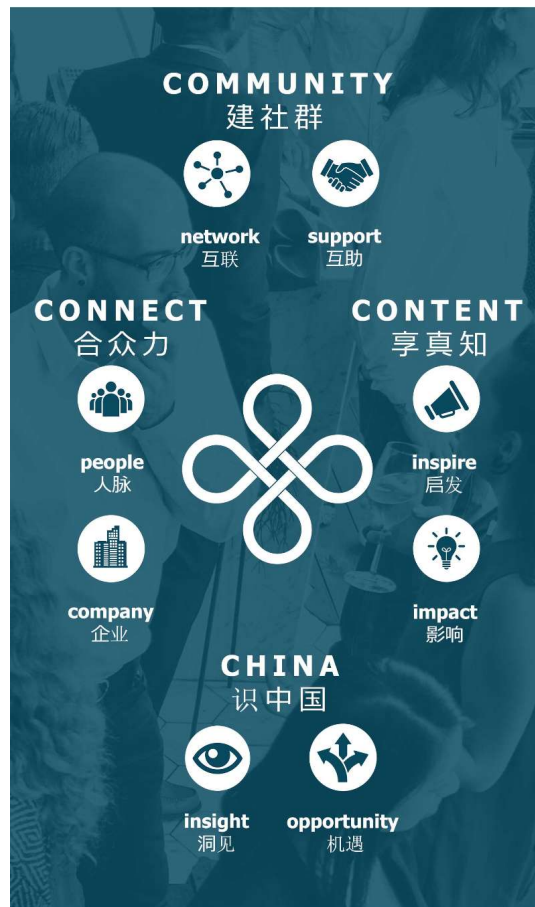 COMMUNITY
建社群
network
互联
support
互助
CONNECT
合众力
people
人脉
company
企业
CONTENT
享真知
inspire
启发
impact
影响
CHINA
识中国
insight
洞见
opportunity
机遇